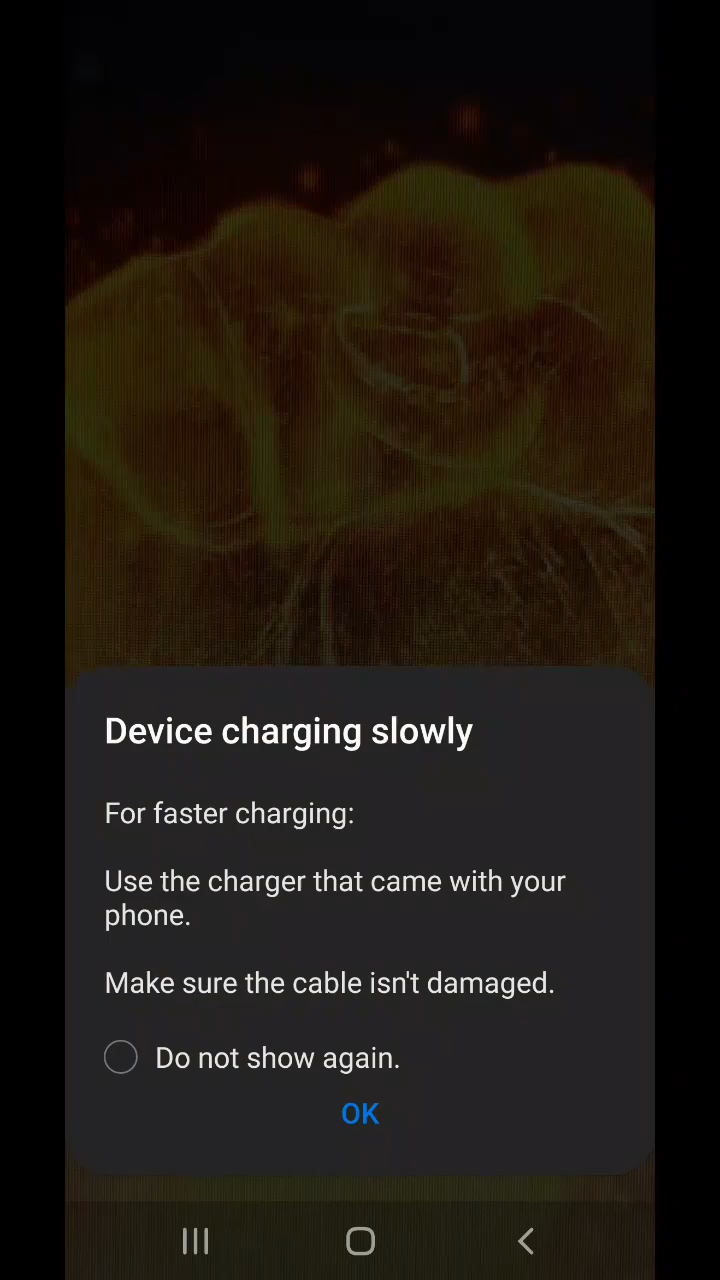 Device charging slowly
For faster charging:
Use the charger that came with your
phone.
Make sure the cable isn't damaged.
Do not show again.
OK